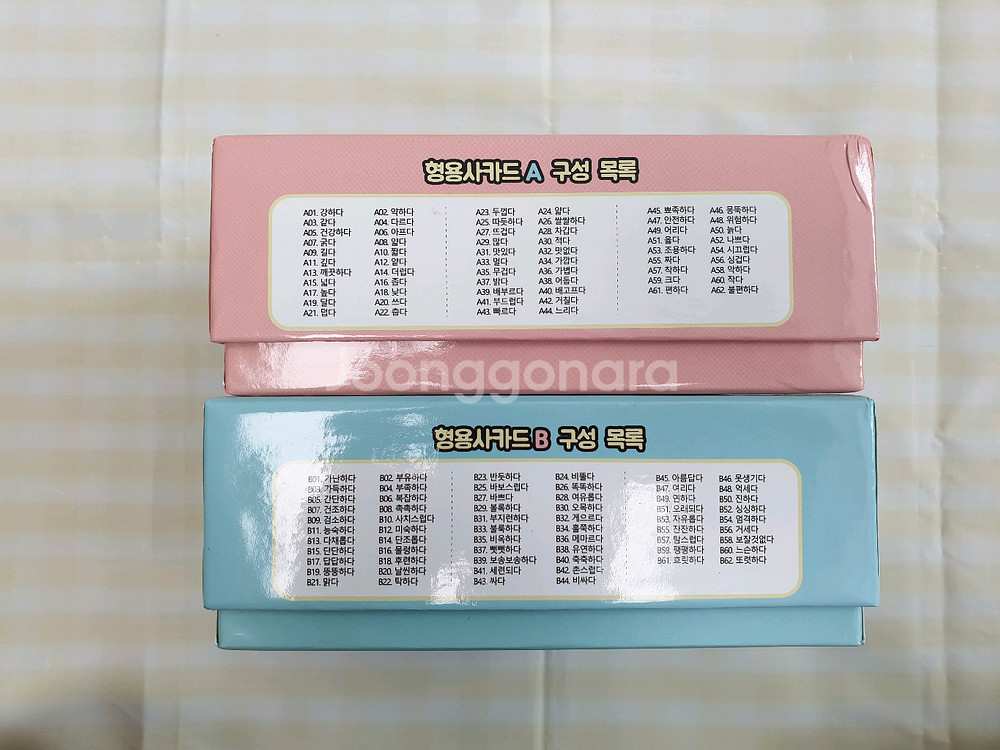 형용사카드A 구성 목록
A01. 강하다 A02. 약하다
A03. 같다 A04. 다르다
A05. 건강하다 A06. 아프다
A07. 굵다 A08. 얇다
A09. 길다 A10. 짧다
A11. 깊다 A12. 얕다
A13. 깨끗하다 A14. 더럽다
A15. 넓다 A16. 좁다
A17. 높다 A18. 낮다
A19. 달다 A20. 쓰다
A21. 덥다 A22. 춥다
A23. 두껍다 A24. 얇다
A25. 따듯하다 A26. 쌀쌀하다
A27. 뜨겁다 A28. 차갑다
A29. 많다 A30. 적다
A31. 맛있다 A32. 맛없다
A33. 멀다 A34. 가깝다
A35. 무겁다 A36. 가볍다
A37. 밝다 A38. 어둡다
A39. 배부르다 A40. 배고프다
A41. 부드럽다 A42. 거칠다
A43. 빠르다 A44. 느리다
A45. 뾰족하다 A46. 뭉뚝하다
A47. 안전하다 A48. 위험하다
A49. 어리다 A50. 늙다
A51. 옳다 A52. 나쁘다
A53. 조용하다 A54. 시끄럽다
A55. 짜다 A56. 싱겁다
A57. 착하다 A58. 악하다
A59. 크다 A60. 작다
A61. 편하다 A62. 불편하다
joonggonara
형용사카드B 구성 목록
B01. 가난하다 B02. 부유하다
B03. 가득하다 B04. 부족하다
B05. 간단하다 B06. 복잡하다
B07. 건조하다 B08. 촉촉하다
B09. 검소하다 B10. 사치스럽다
B11. 능숙하다 B12. 미숙하다
B13. 다채롭다 B14. 단조롭다
B15. 단단하다 B16. 물렁하다
B17. 답답하다 B18. 후련하다
B19. 뚱뚱하다 B20. 날씬하다
B21. 맑다 B22. 탁하다
B23. 반듯하다 B24. 비뚤다
B25. 바보스럽다 B26. 똑똑하다
B27. 바쁘다 B28. 여유롭다
B29. 볼록하다 B30. 오목하다
B31. 부지런하다 B32. 게으르다
B33. 불룩하다 B34. 홀쭉하다
B35. 비옥하다 B36. 메마르다
B37. 뻣뻣하다 B38. 유연하다
B39. 보송보송하다 B40. 축축하다
B41. 세련되다 B42. 촌스럽다
B43. 싸다 B44. 비싸다
B45. 아름답다 B46. 못생기다
B47. 여리다 B48. 억세다
B49. 연하다 B50. 진하다
B51. 오래되다 B52. 싱싱하다
B53. 자유롭다 B54. 엄격하다
B55. 잔잔하다 B56. 거세다
B57. 탐스럽다 B58. 보잘것없다
B59. 팽팽하다 B60. 느슨하다
B61. 흐릿하다 B62. 또렷하다